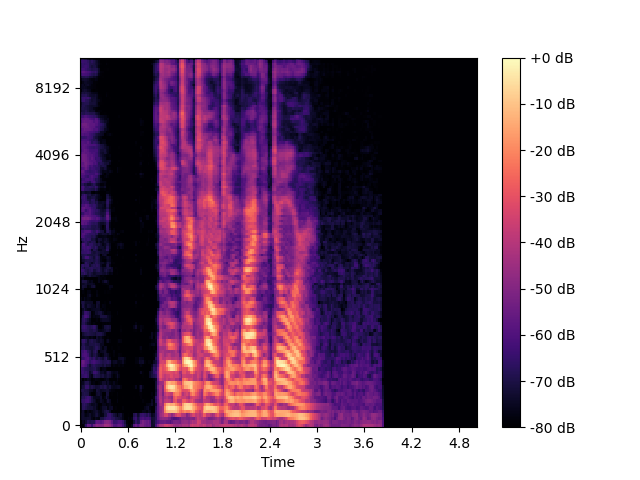 8192
4096
2048
1024
512
0
Hz
0 0.6 1.2 1.8 2.4 3 3.6 4.2 4.8
Time
+0 dB
-10 dB
-20 dB
-30 dB
-40 dB
-50 dB
-60 dB
-70 dB
-80 dB